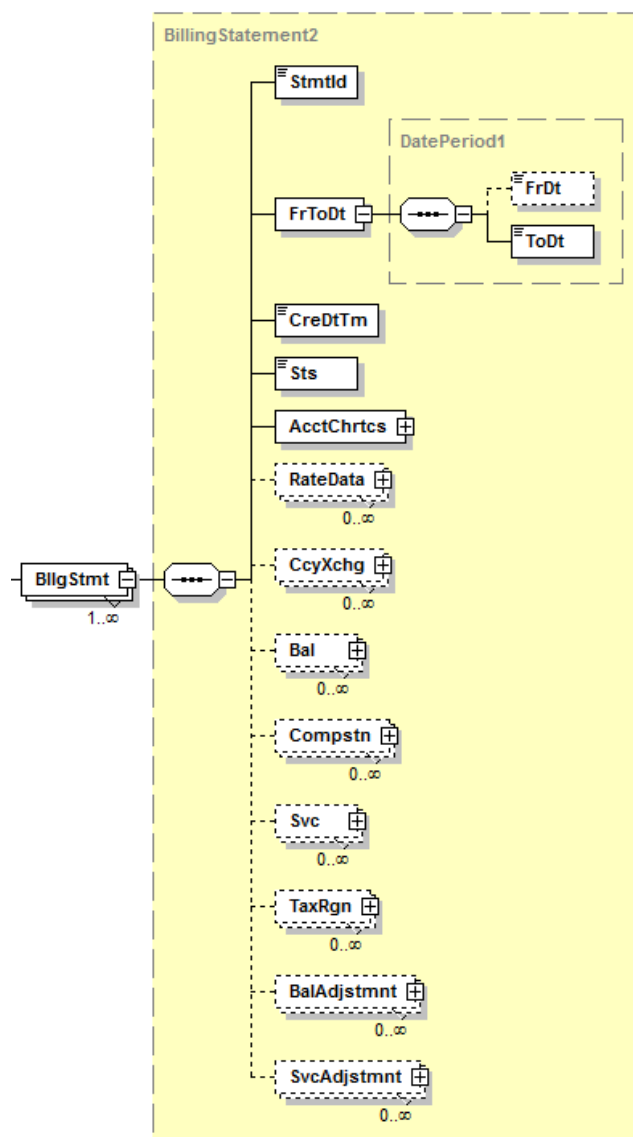 BillingStatement2
StmtId
DatePeriod1
FrDt
FrToDt
ToDt
CreDtTm
Sts
AcctChrtcs
RateData
0..∞
BllgStmt
1..∞
CcyXchg
0..∞
Bal
0..∞
Compstn
0..∞
Svc
0..∞
TaxRgn
0..∞
BalAdjstmnt
0..∞
SvcAdjstmnt
0..∞